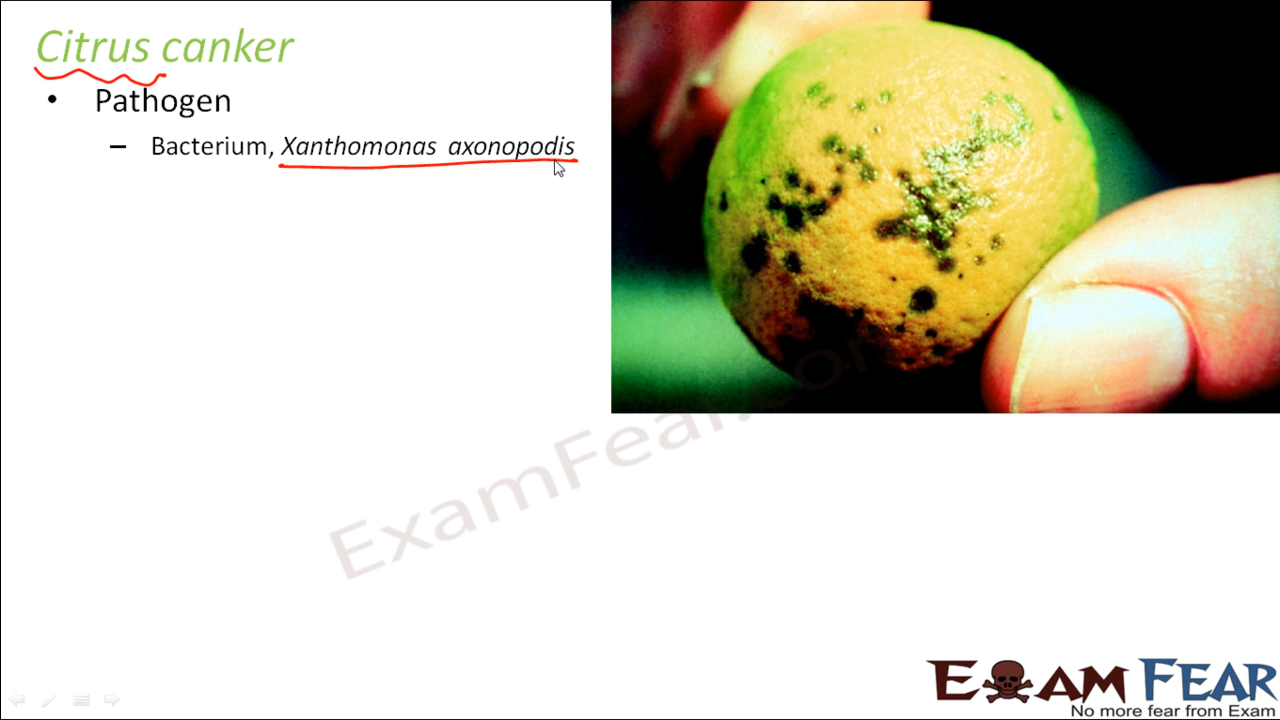 Citrus canker
• Pathogen
– Bacterium, Xanthomonas axonopodis
ExamFear.com
EXAM FEAR
No more fear from Exam